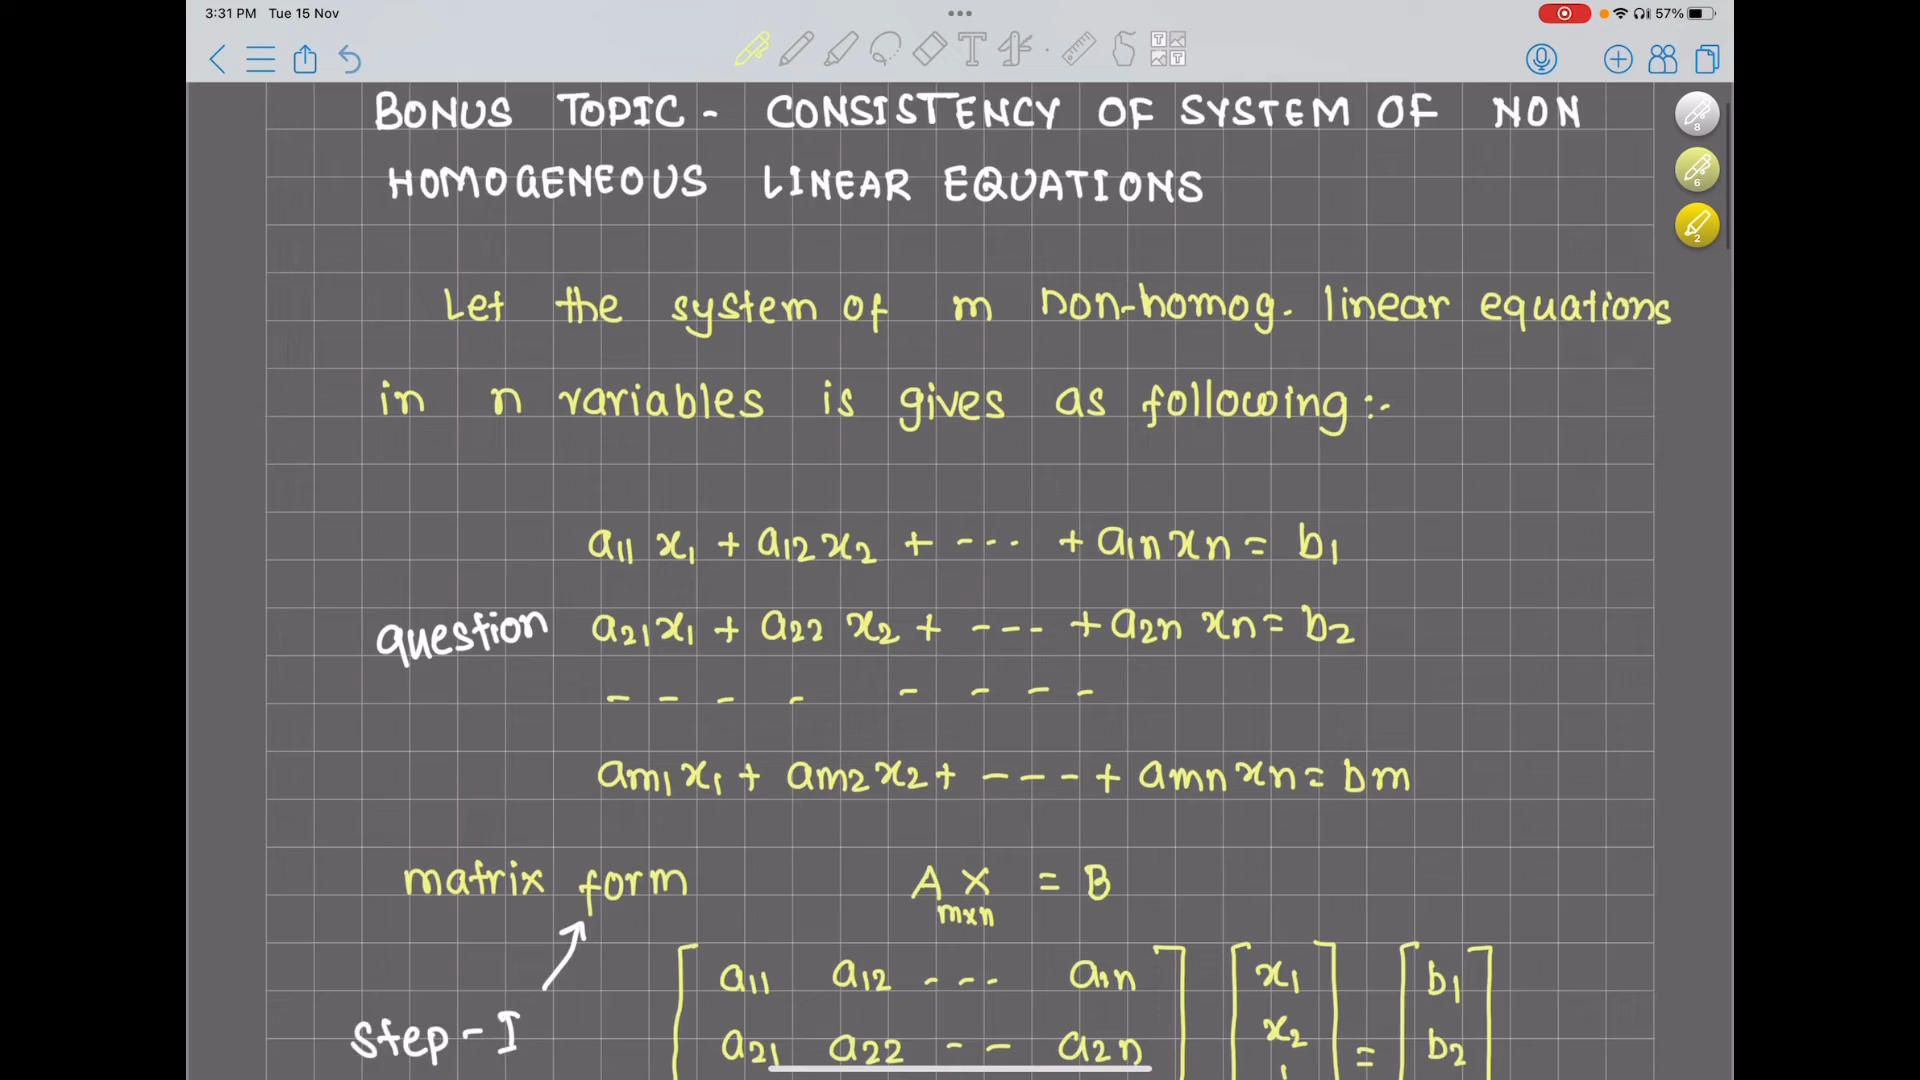 3:31 PM Tue 15 Nov
57%
BONUS TOPIC - CONSISTENCY OF SYSTEM OF NON
HOMOGENEOUS LINEAR EQUATIONS
Let the system of m non-homog. linear equations
in n variables is gives as following :-
a11 x1 + a12 x2 + --- + a1n xn = b1
question a21 x1 + a22 x2 + --- + a2n xn = b2
- - - - - - - -
am1 x1 + am2 x2 + ---- + amn xn = bm
matrix form A X = B
mxn
step - I
a11 a12 --- a1n x1 b1
a21 a22 -- a2n x2 = b2
8
6
2